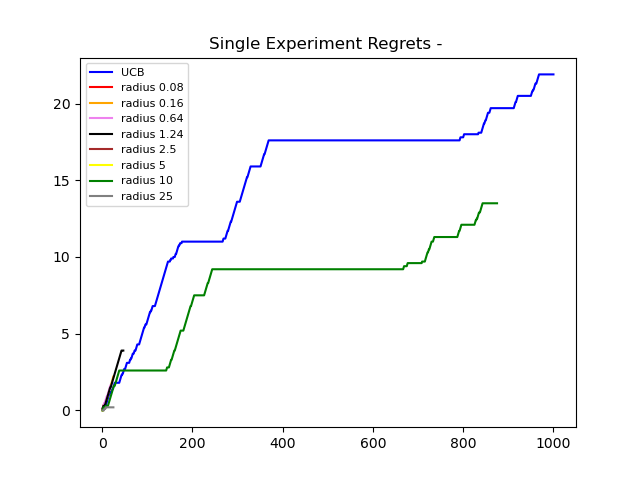 Single Experiment Regrets -
UCB
radius 0.08
radius 0.16
radius 0.64
radius 1.24
radius 2.5
radius 5
radius 10
radius 25
20
15
10
5
0
0 200 400 600 800 1000